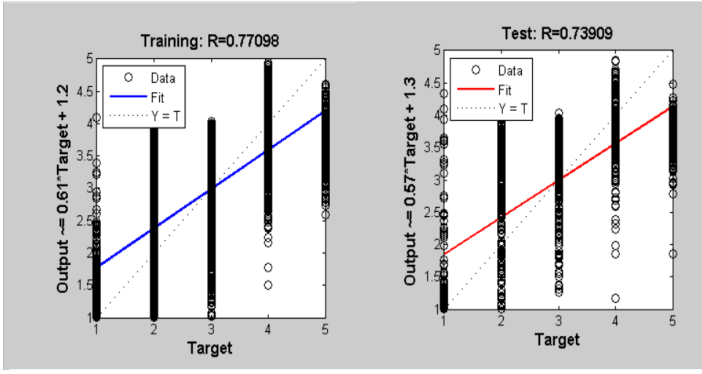 Training: R=0.77098
Output ~= 0.61*Target + 1.2
5
4.5
4
3.5
3
2.5
2
1.5
1
Data
Fit
Y = T
1 2 3 4 5
Target
Test: R=0.73909
Output ~= 0.57*Target + 1.3
5
4.5
4
3.5
3
2.5
2
1.5
1
Data
Fit
Y = T
1 2 3 4 5
Target